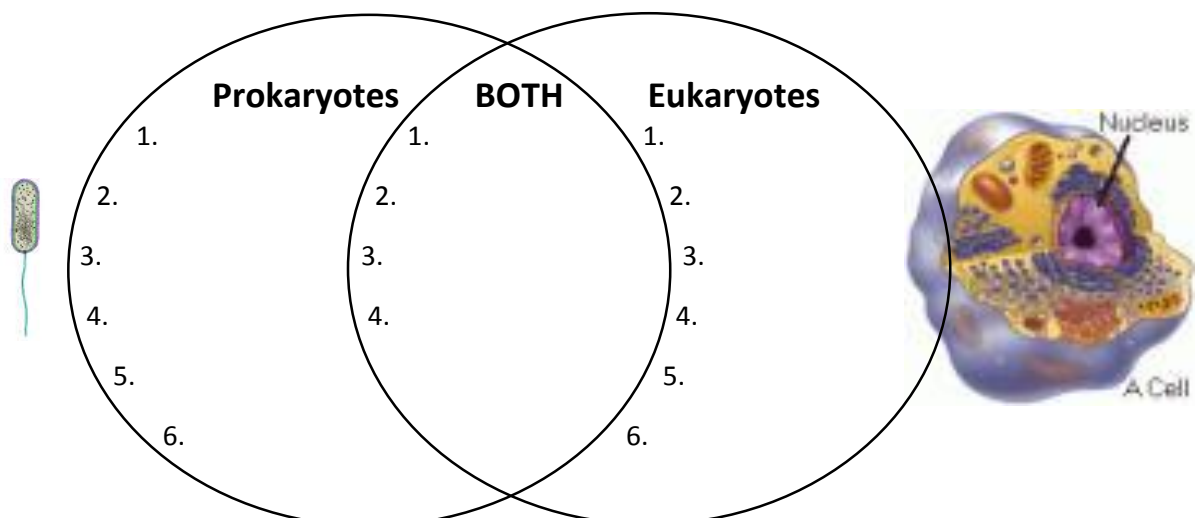 Prokaryotes BOTH Eukaryotes
Nucleus
1. 1. 1.
2. 2. 2.
3. 3. 3.
4. 4. 4.
5. 5.
6. 6.
A Cell